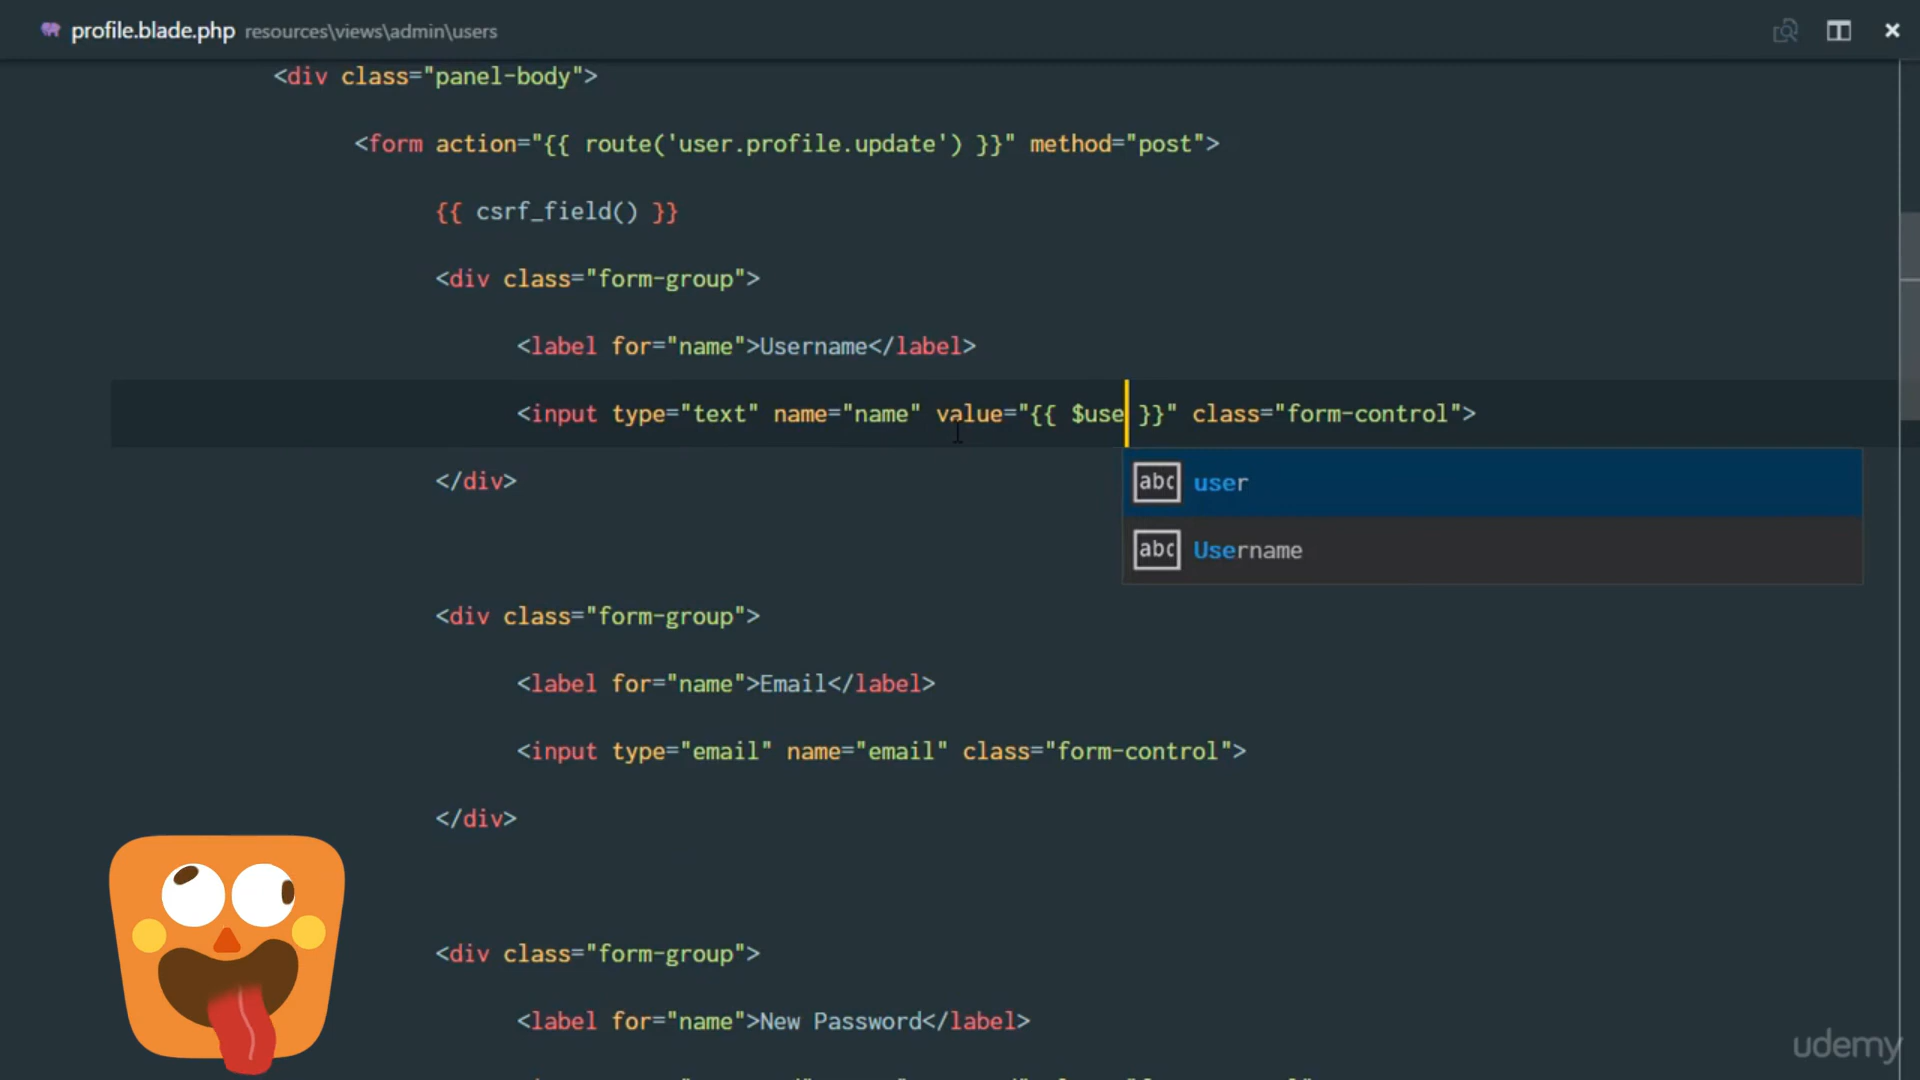 profile.blade.php resources\views\admin\users
<div class="panel-body">
<form action="{{ route('user.profile.update') }}" method="post">
{{ csrf_field() }}
<div class="form-group">
<label for="name">Username</label>
<input type="text" name="name" value="{{ $use }}" class="form-control">
abc user
</div>
abc Username
<div class="form-group">
<label for="name">Email</label>
<input type="email" name="email" class="form-control">
</div>
<div class="form-group">
<label for="name">New Password</label>
udemy